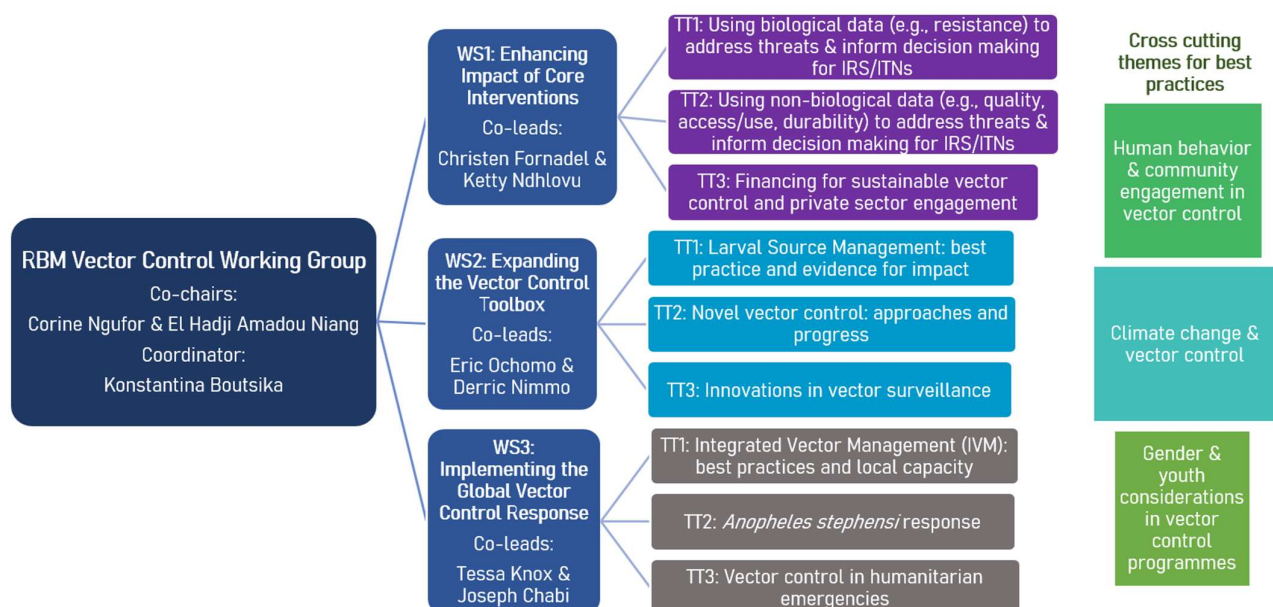 RBM Vector Control Working Group
Co-chairs:
Corine Ngufor & El Hadji Amadou Niang
Coordinator:
Konstantina Boutsika
WS1: Enhancing
Impact of Core
Interventions
Co-leads:
Christen Fornadel &
Ketty Ndhlovu
TT1: Using biological data (e.g., resistance) to
address threats & inform decision making
for IRS/ITNs
TT2: Using non-biological data (e.g., quality,
access/use, durability) to address threats &
inform decision making for IRS/ITNs
TT3: Financing for sustainable vector
control and private sector engagement
WS2: Expanding
the Vector Control
Toolbox
Co-leads:
Eric Ochomo &
Derric Nimmo
TT1: Larval Source Management: best
practice and evidence for impact
TT2: Novel vector control: approaches and
progress
TT3: Innovations in vector surveillance
WS3:
Implementing the
Global Vector
Control Response
Co-leads:
Tessa Knox &
Joseph Chabi
TT1: Integrated Vector Management (IVM):
best practices and local capacity
TT2: Anopheles stephensi response
TT3: Vector control in humanitarian
emergencies
Cross cutting
themes for best
practices
Human behavior
& community
engagement in
vector control
Climate change &
vector control
Gender &
youth
considerations
in vector
control
programmes